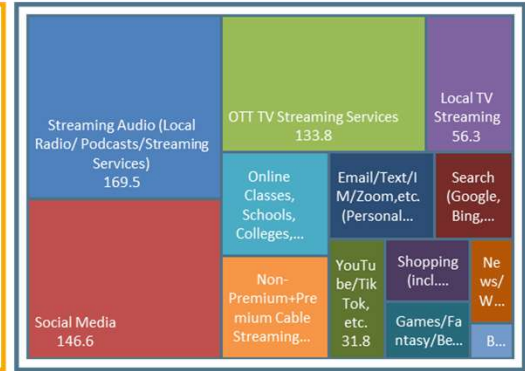 Streaming Audio (Local
Radio/ Podcasts/Streaming
Services)
169.5
Social Media
146.6
OTT TV Streaming Services
133.8
Local TV
Streaming
56.3
Online
Classes,
Schools,
Colleges,...
Email/Text/I
M/Zoom,etc.
(Personal...
Search
(Google,
Bing,...
Non-
Premium+Pre
mium Cable
Streaming...
YouTu
be/Tik
Tok,
etc.
31.8
Shopping
(incl....
Games/Fa
ntasy/Be...
Ne
ws/
W...
B...